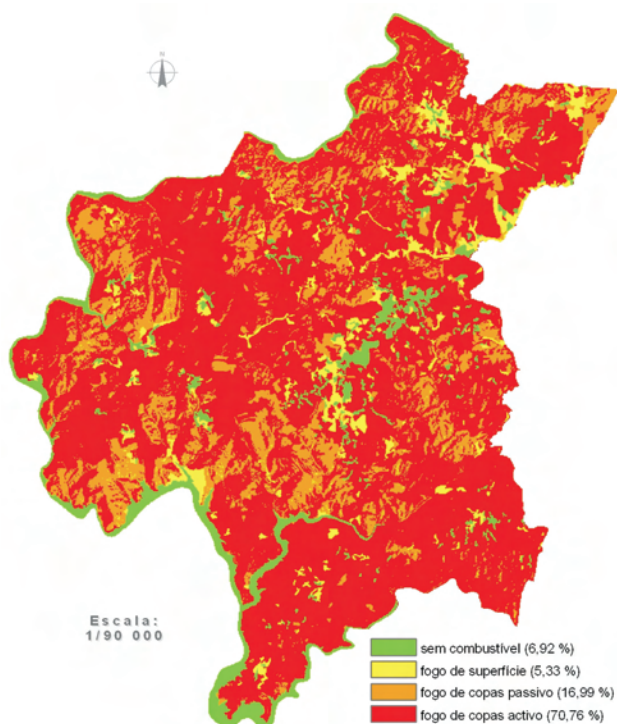 N
Escala:
1/90 000
sem combustível (6,92 %)
fogo de superfície (5,33 %)
fogo de copas passivo (16,99 %)
fogo de copas activo (70,76 %)